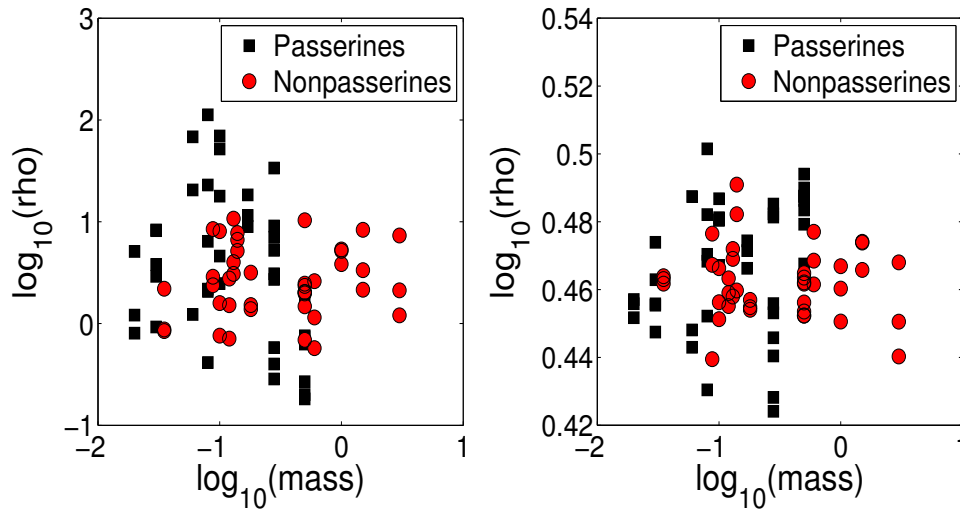 3
2
1
0
−1
−2
−1
0
1
log10(rho)
log10(mass)
Passerines
Nonpasserines
0.54
0.52
0.5
0.48
0.46
0.44
0.42
−2
−1
0
1
log10(rho)
log10(mass)
Passerines
Nonpasserines